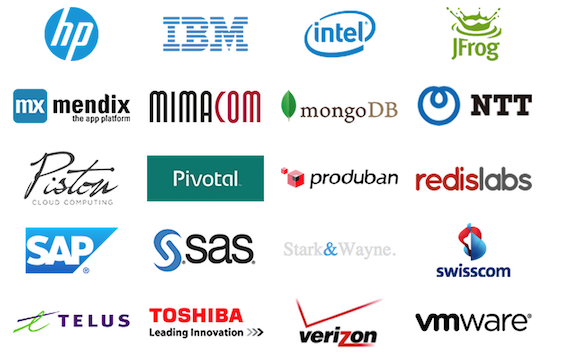 hp
IBM
intel
JFrog
mx mendix
the app platform
MIMACOM
mongoDB
NTT
Piston
CLOUD COMPUTING
Pivotal
produban
redislabs
SAP ®
sas
Stark&Wayne.
swisscom
TELUS
TOSHIBA
Leading Innovation >>>
verizon
vmware®